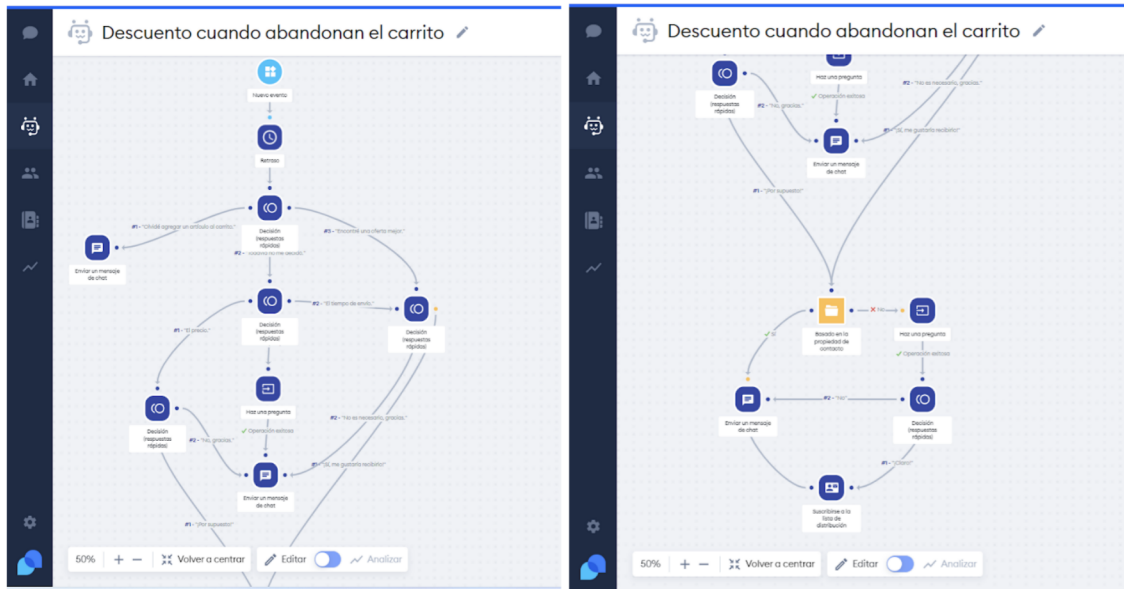 Descuento cuando abandonan el carrito
Nuevo evento
Retraso
Decisión
(respuestas
rápidas)
#1 - "Olvidé agregar un artículo al carrito."
#3 - "Encontré una oferta mejor."
#2 -
Enviar un mensaje
de chat
Decisión
(respuestas
rápidas)
#2 - "El tiempo de envío."
#1 - "El precio."
Decisión
(respuestas
rápidas)
Haz una pregunta
Operación exitosa
Decisión
(respuestas
rápidas)
#2 - "No, gracias."
#2 - "No es necesario, gracias."
#1 - "Sí, me gustaría recibirlo"
Enviar un mensaje
de chat
#1 - "¡Por supuesto!"
50%
Volver a centrar
Editar
Analizar
Descuento cuando abandonan el carrito
Decisión
(respuestas
rápidas)
Haz una pregunta
Operación exitosa
#2 - "No, gracias."
#2 - "No es necesario, gracias."
#1 - "Sí, me gustaría recibirlo"
Enviar un mensaje
de chat
#1 - "¡Por supuesto!"
Basado en la
propiedad de
contacto
No
Haz una pregunta
Sí
Operación exitosa
Enviar un mensaje
de chat
#2 - "No"
Decisión
(respuestas
rápidas)
#1 - "¡Claro!"
Suscribirse a la
lista de
distribución
50%
Volver a centrar
Editar
Analizar